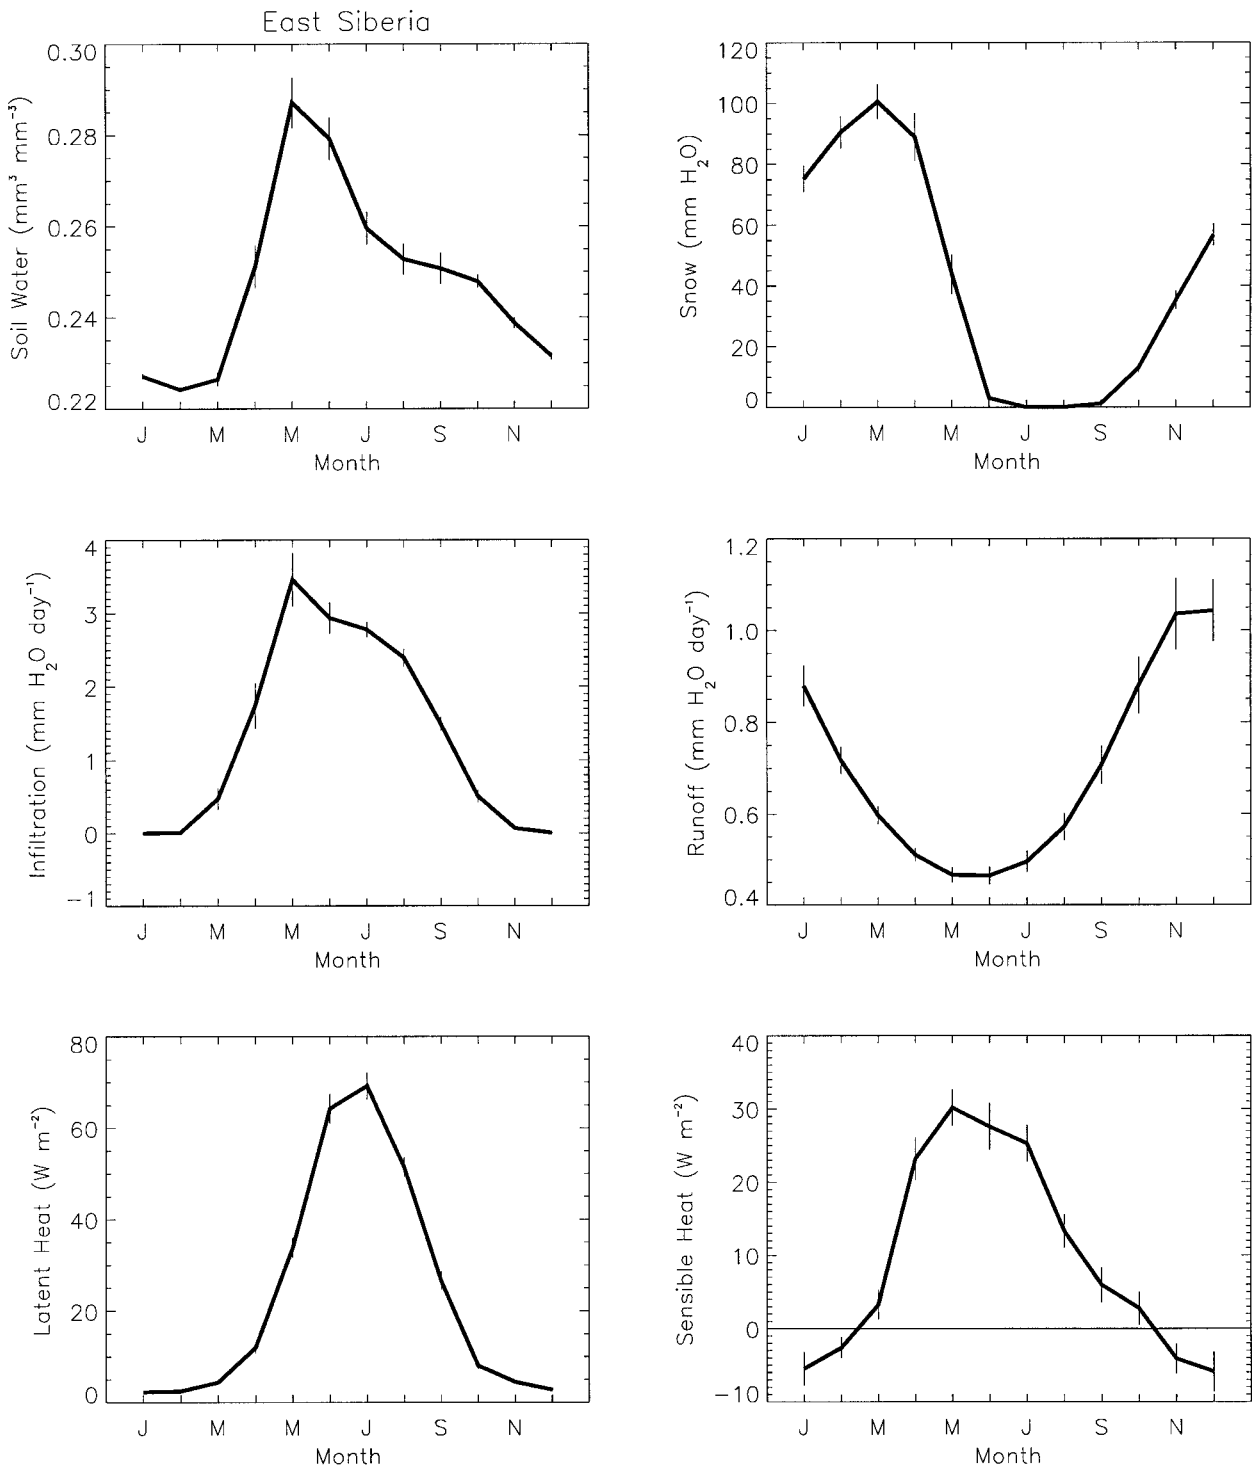 East Siberia
Soil Water (mm³ mm⁻³)
0.30
0.28
0.26
0.24
0.22
J M M J S N
Month
Snow (mm H₂O)
120
100
80
60
40
20
0
J M M J S N
Month
Infiltration (mm H₂O day⁻¹)
4
3
2
1
0
−1
J M M J S N
Month
Runoff (mm H₂O day⁻¹)
1.2
1.0
0.8
0.6
0.4
J M M J S N
Month
Latent Heat (W m⁻²)
80
60
40
20
0
J M M J S N
Month
Sensible Heat (W m⁻²)
40
30
20
10
0
−10
J M M J S N
Month